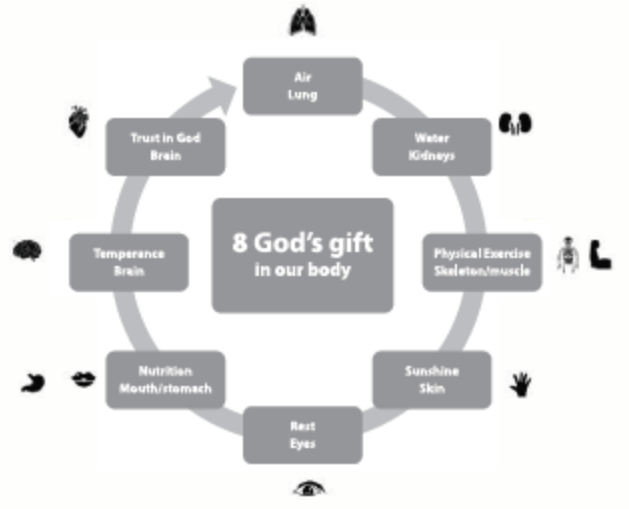 Air
Lung
Water
Kidneys
Physical Exercise
Skeleton/muscle
Sunshine
Skin
Rest
Eyes
Nutrition
Mouth/stomach
Temperance
Brain
Trust in God
Brain
8 God's gift
in our body